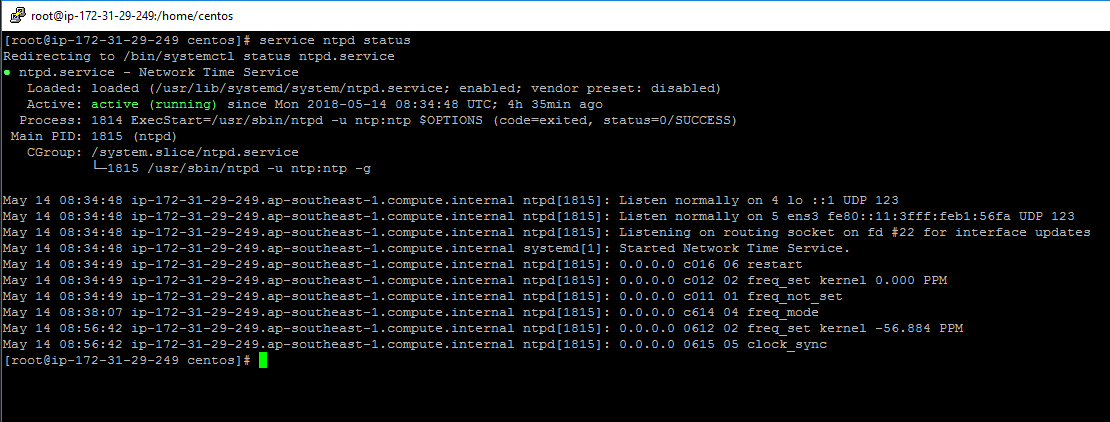 root@ip-172-31-29-249:/home/centos
[root@ip-172-31-29-249 centos]# service ntpd status
Redirecting to /bin/systemctl status ntpd.service
● ntpd.service - Network Time Service
   Loaded: loaded (/usr/lib/systemd/system/ntpd.service; enabled; vendor preset: disabled)
   Active: active (running) since Mon 2018-05-14 08:34:48 UTC; 4h 35min ago
  Process: 1814 ExecStart=/usr/sbin/ntpd -u ntp:ntp $OPTIONS (code=exited, status=0/SUCCESS)
 Main PID: 1815 (ntpd)
   CGroup: /system.slice/ntpd.service
           └─1815 /usr/sbin/ntpd -u ntp:ntp -g
May 14 08:34:48 ip-172-31-29-249.ap-southeast-1.compute.internal ntpd[1815]: Listen normally on 4 lo ::1 UDP 123
May 14 08:34:48 ip-172-31-29-249.ap-southeast-1.compute.internal ntpd[1815]: Listen normally on 5 ens3 fe80::11:3fff:feb1:56fa UDP 123
May 14 08:34:48 ip-172-31-29-249.ap-southeast-1.compute.internal ntpd[1815]: Listening on routing socket on fd #22 for interface updates
May 14 08:34:48 ip-172-31-29-249.ap-southeast-1.compute.internal systemd[1]: Started Network Time Service.
May 14 08:34:49 ip-172-31-29-249.ap-southeast-1.compute.internal ntpd[1815]: 0.0.0.0 c016 06 restart
May 14 08:34:49 ip-172-31-29-249.ap-southeast-1.compute.internal ntpd[1815]: 0.0.0.0 c012 02 freq_set kernel 0.000 PPM
May 14 08:34:49 ip-172-31-29-249.ap-southeast-1.compute.internal ntpd[1815]: 0.0.0.0 c011 01 freq_not_set
May 14 08:38:07 ip-172-31-29-249.ap-southeast-1.compute.internal ntpd[1815]: 0.0.0.0 c614 04 freq_mode
May 14 08:56:42 ip-172-31-29-249.ap-southeast-1.compute.internal ntpd[1815]: 0.0.0.0 0612 02 freq_set kernel -56.884 PPM
May 14 08:56:42 ip-172-31-29-249.ap-southeast-1.compute.internal ntpd[1815]: 0.0.0.0 0615 05 clock_sync
[root@ip-172-31-29-249 centos]#